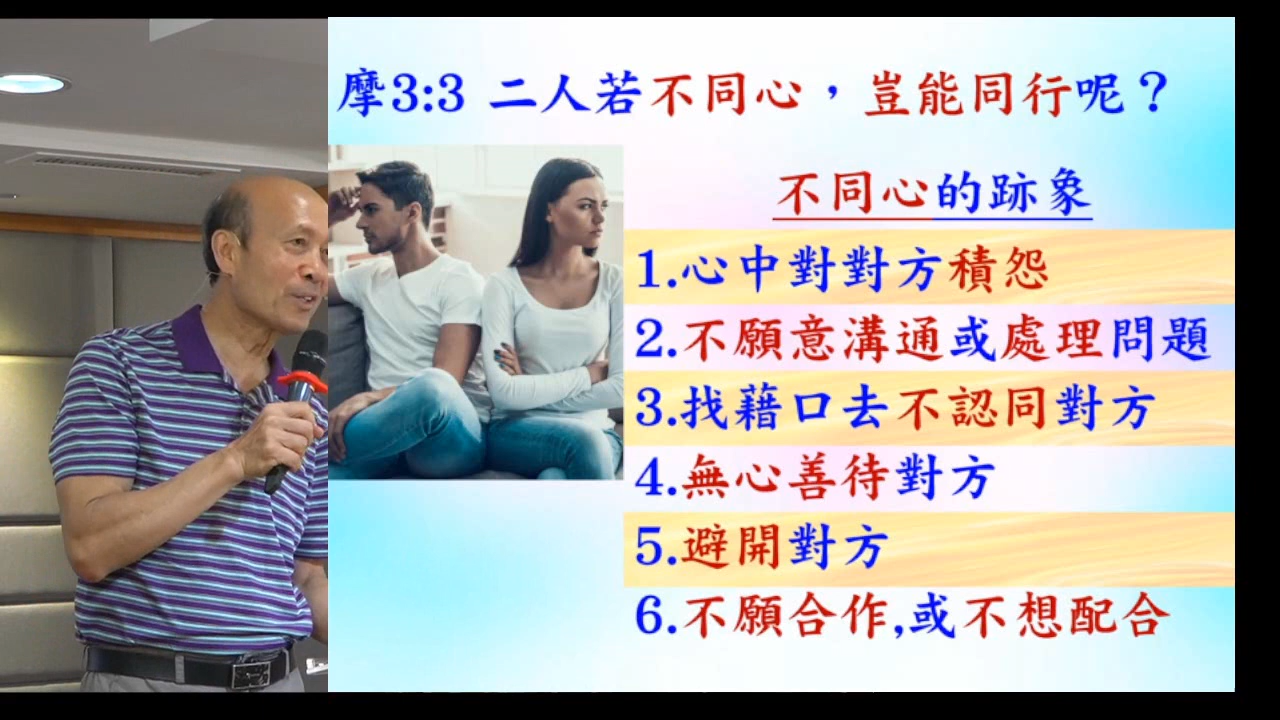 摩3:3 二人若不同心，豈能同行呢？
不同心的跡象
1.心中對對方積怨
2.不願意溝通或處理問題
3.找藉口去不認同對方
4.無心善待對方
5.避開對方
6.不願合作,或不想配合